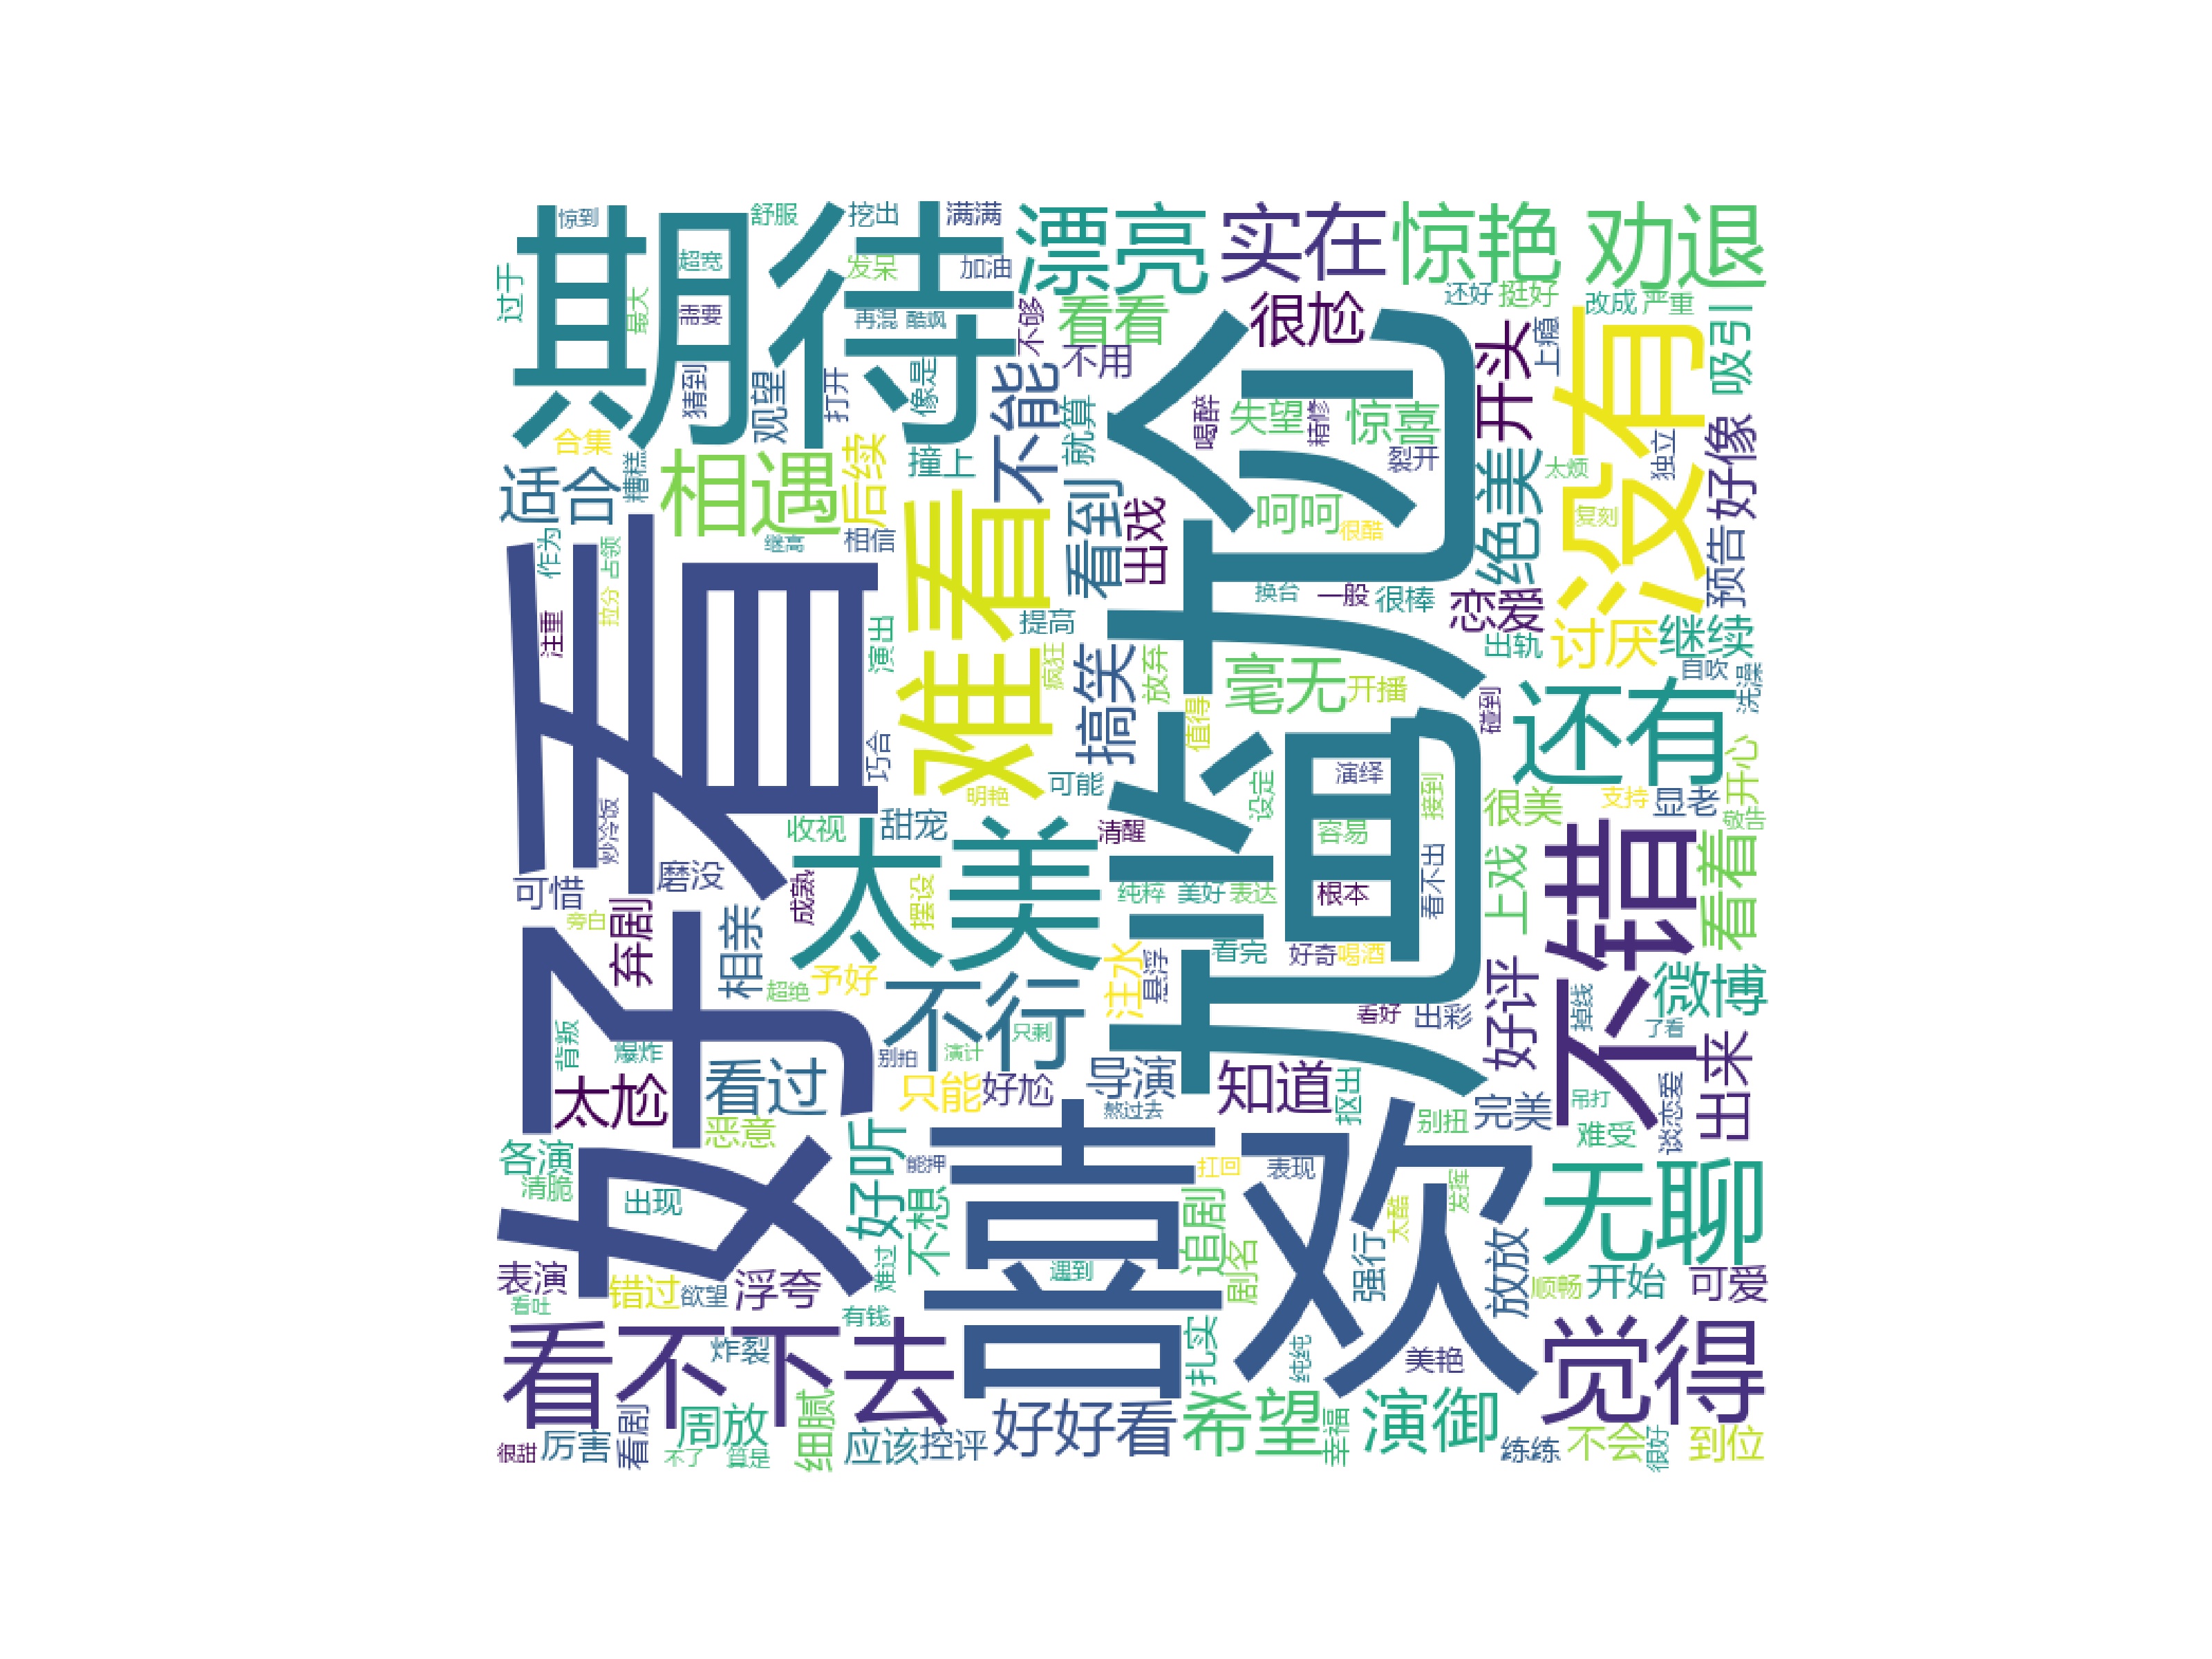 惊到
期待
舒服
挖出
满满
漂亮
实在
惊艳
劝退
过于
超宽
最大
需要
发呆
加油
再混
酷飒
不够
看看
很尬
还好
挺好
改成
严重
吸引
上瘾
开头
没有
猜到
观望
打开
像是
不能
不用
就算
喝醉
失望
精修
惊喜
裂开
绝美
太烦
独立
好像
合集
适合
糟糕
相遇
后续
撞上
难看
看到
出戏
呵呵
很酷
复刻
预告
作为
占领
继高
相信
尴尬
好看
注重
拉分
演出
提高
疯狂
搞笑
放弃
换台
一般
很棒
恋爱
出轨
讨厌
继续
自吹
洗澡
毫无
开播
值得
碰到
还有
巧合
明艳
可能
设定
演绎
接到
很美
支持
显老
开心
敬告
炒冷饭
收视
甜宠
太美
清醒
容易
可惜
磨没
成熟
摆设
纯粹
美好
表达
根本
看不出
上戏
不错
看着
旁白
弃剧
相亲
超绝
予好
不行
注水
悬浮
看完
好奇
喝酒
好评
微博
掉线
了看
背叛
爆炸
只剩
看好
出彩
太尬
看过
别拍
演计
只能
好尬
导演
知道
抠出
完美
吊打
谈恋爱
出来
熬过去
恶意
好听
别扭
难受
各演
清脆
出现
能押
喜欢
扛回
表现
太酷
发挥
无聊
不想
难过
追剧
剧名
遇到
强行
放放
表演
看吐
错过
欲望
浮夸
有钱
顺畅
开始
可爱
看不下去
炸裂
扎实
纯纯
美艳
觉得
很甜
厉害
看剧
周放
不了
算是
细腻
应该
控评
好好看
希望
幸福
演御
练练
不会
很好
到位